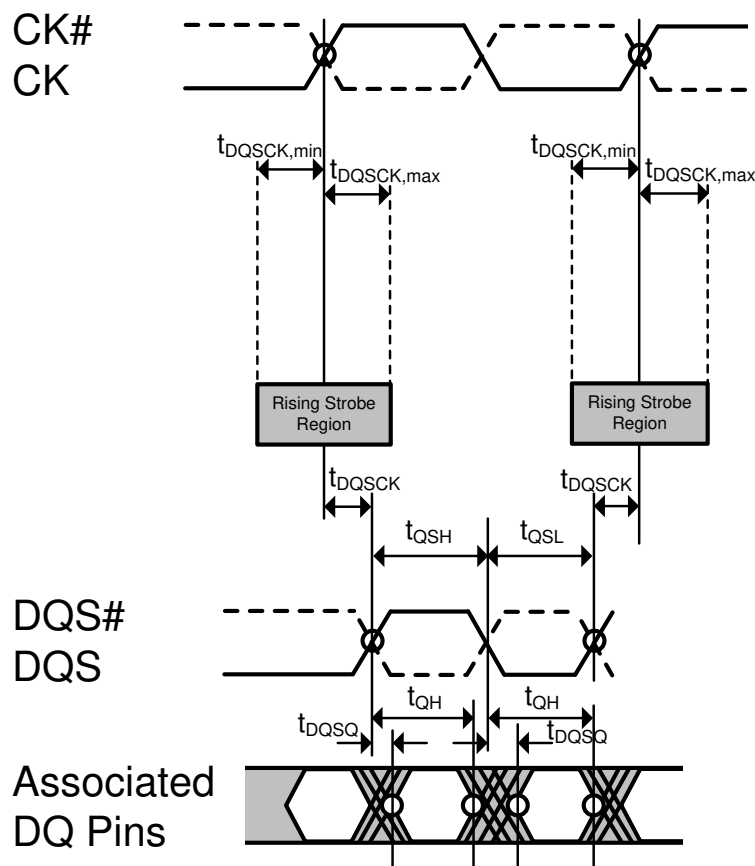 CK#
CK
tDQSCK,min
tDQSCK,max
tDQSCK,min
tDQSCK,max
Rising Strobe
Region
Rising Strobe
Region
tDQSCK
tDQSCK
tQSH
tQSL
DQS#
DQS
tQH
tQH
tDQSQ
tDQSQ
Associated
DQ Pins